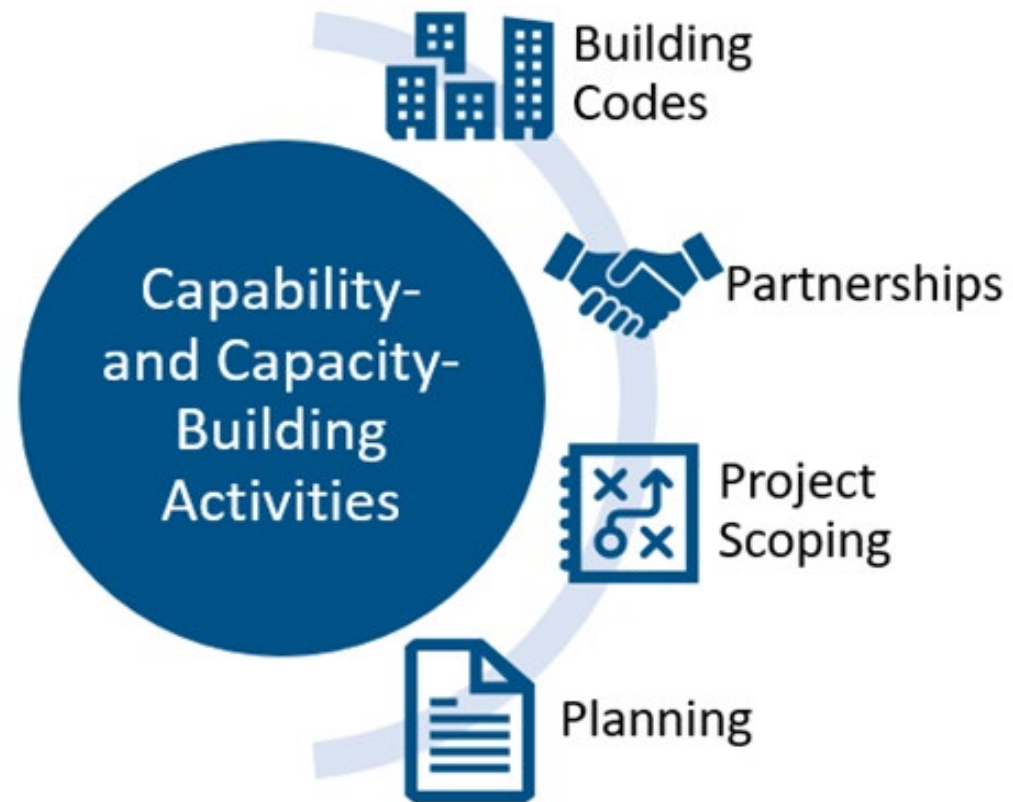 Capability-
and Capacity-
Building
Activities
Building
Codes
Partnerships
Project
Scoping
Planning